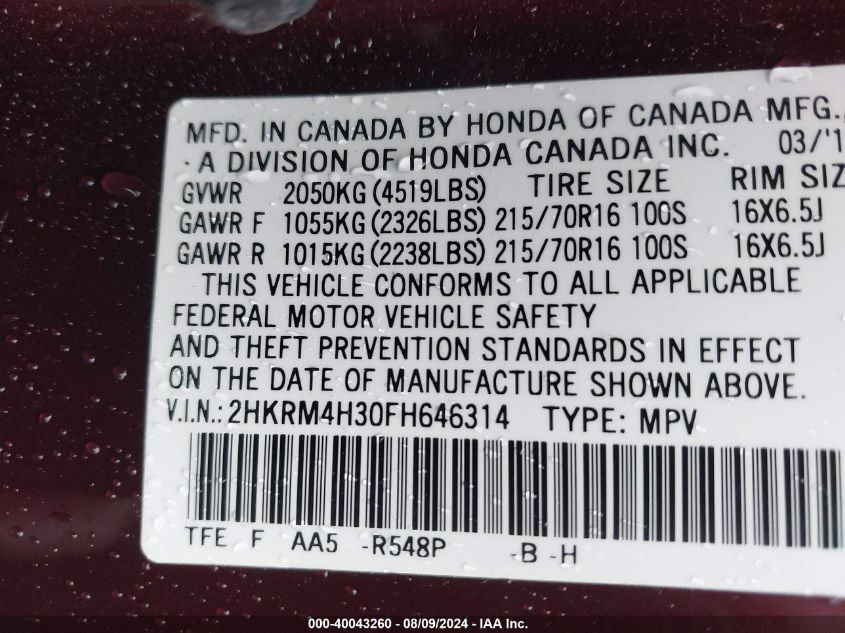 MFD. IN CANADA BY HONDA OF CANADA MFG.,
A DIVISION OF HONDA CANADA INC. 03/'1
GVWR 2050KG (4519LBS) TIRE SIZE RIM SIZ
GAWR F 1055KG (2326LBS) 215/70R16 100S 16X6.5J
GAWR R 1015KG (2238LBS) 215/70R16 100S 16X6.5J
THIS VEHICLE CONFORMS TO ALL APPLICABLE
FEDERAL MOTOR VEHICLE SAFETY
AND THEFT PREVENTION STANDARDS IN EFFECT
ON THE DATE OF MANUFACTURE SHOWN ABOVE.
V.I.N.: 2HKRM4H30FH646314 TYPE: MPV
TFE F AA5 -R548P -B -H
000-40043260 - 08/09/2024 - IAA Inc.